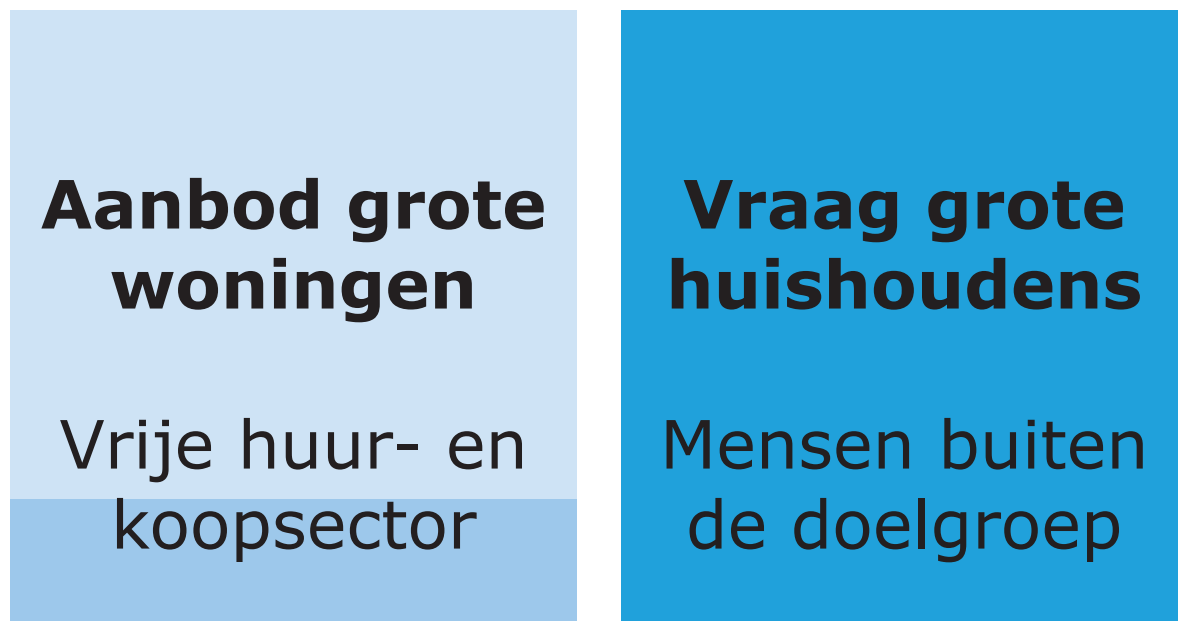 Aanbod grote
woningen
Vrije huur- en
koopsector
Vraag grote
huishoudens
Mensen buiten
de doelgroep